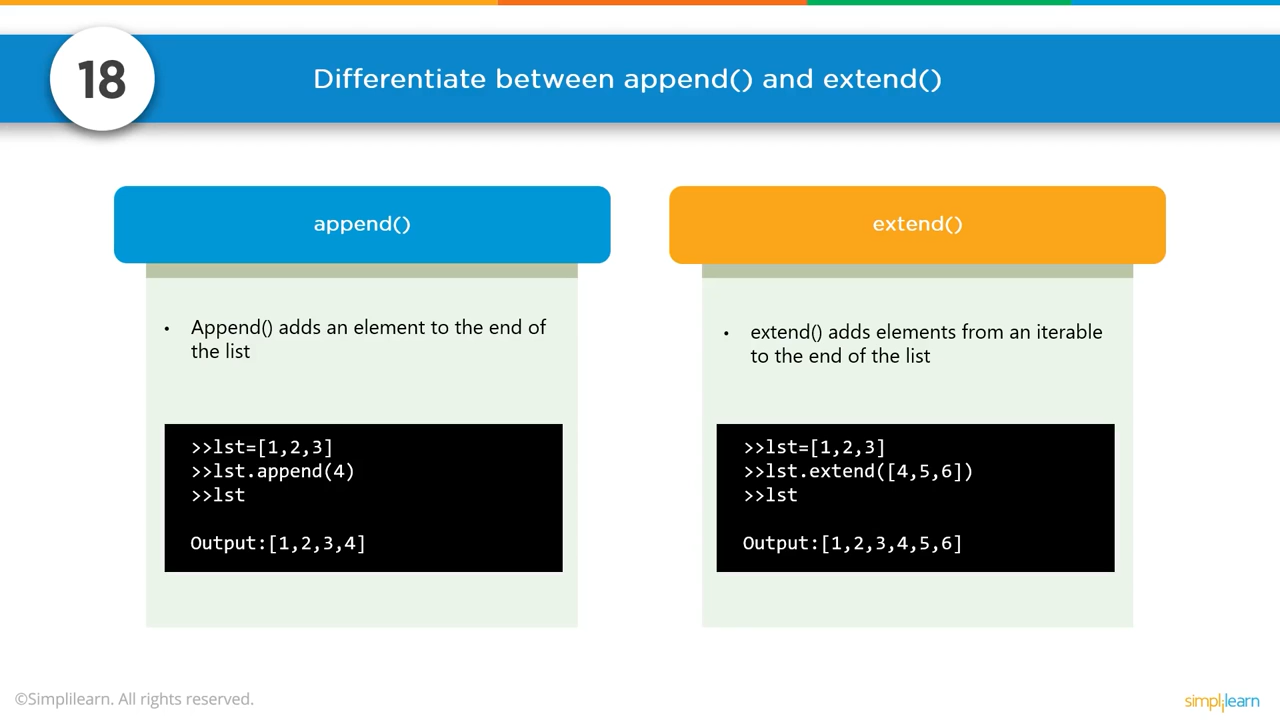 18
Differentiate between append() and extend()
append()
• Append() adds an element to the end of
the list
>>lst=[1,2,3]
>>lst.append(4)
>>lst
Output:[1,2,3,4]
extend()
• extend() adds elements from an iterable
to the end of the list
>>lst=[1,2,3]
>>lst.extend([4,5,6])
>>lst
Output:[1,2,3,4,5,6]
©Simplilearn. All rights reserved.
simplilearn